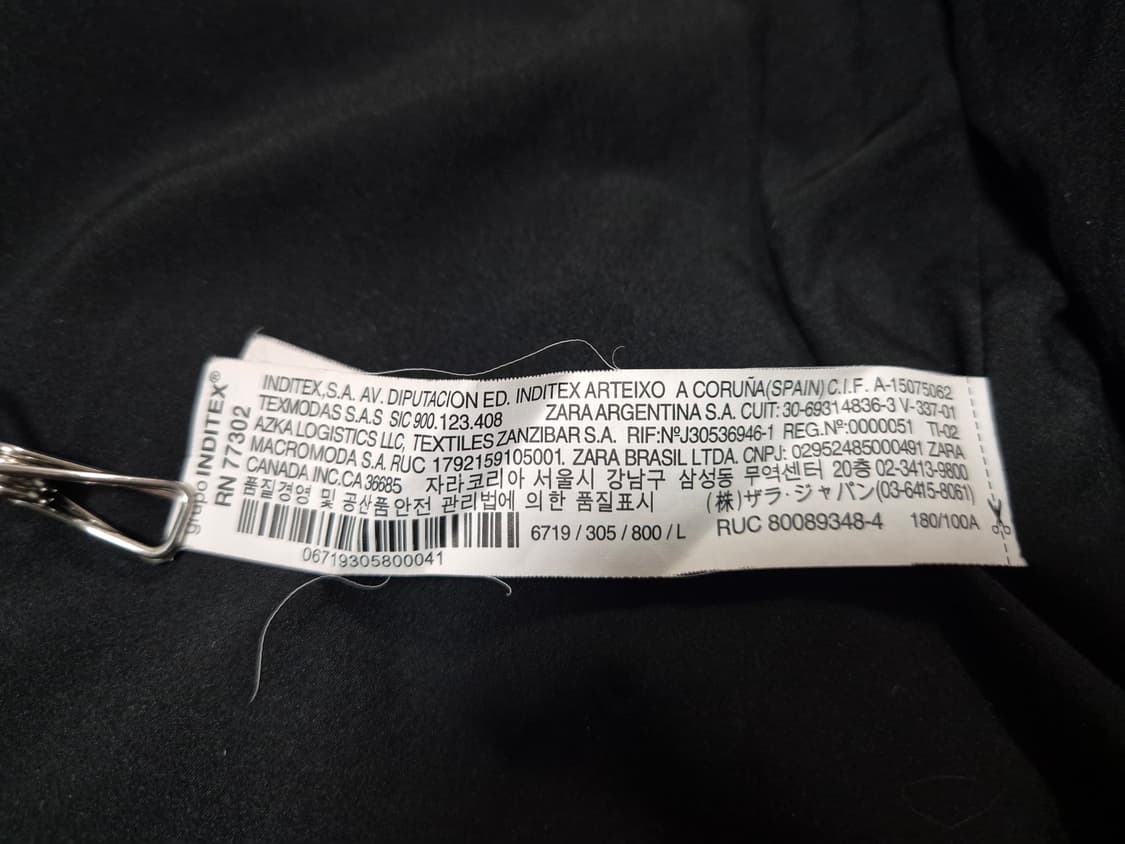 grupo INDITEX®
RN 77302
INDITEX,S.A. AV. DIPUTACION ED. INDITEX ARTEIXO A CORUÑA(SPAIN) C.I.F. A-15075062
TEXMODAS S.A.S SIC 900.123.408 ZARA ARGENTINA S.A. CUIT: 30-69314836-3 V-337-01
AZKA LOGISTICS LLC, TEXTILES ZANZIBAR S.A. RIF:NºJ30536946-1 REG.Nº:0000051 TI-02
MACROMODA S.A. RUC 1792159105001. ZARA BRASIL LTDA. CNPJ: 02952485000491 ZARA
CANADA INC.CA 36685 자라코리아 서울시 강남구 삼성동 무역센터 20층 02-3413-9800
품질경영 및 공산품안전 관리법에 의한 품질표시 (株)ザラ・ジャパン(03-6415-8061)
6719 / 305 / 800 / L RUC 80089348-4 180/100A
06719305800041